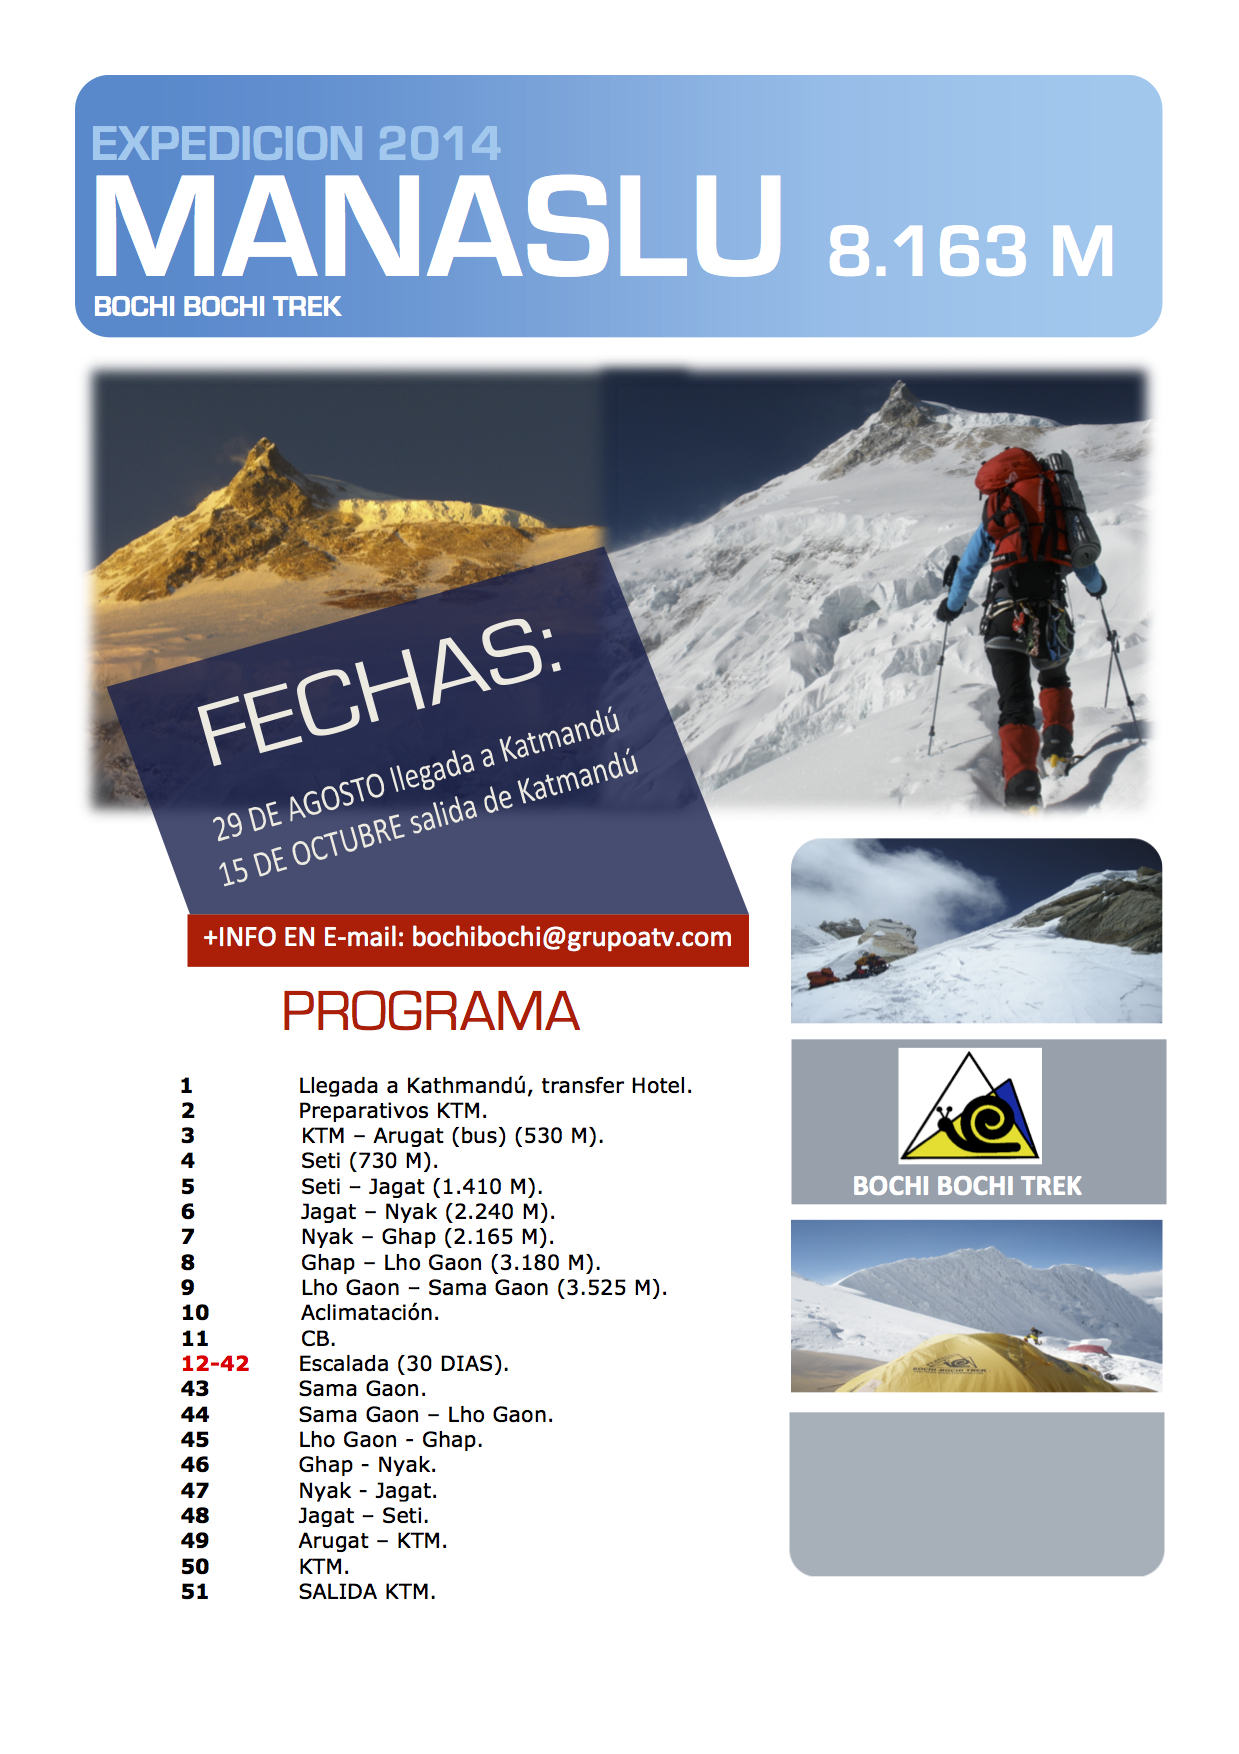 EXPEDICION 2014
MANASLU 8.163 M
BOCHI BOCHI TREK
FECHAS:
29 DE AGOSTO llegada a Katmandú
15 DE OCTUBRE salida de Katmandú
+INFO EN E-mail: bochibochi@grupoatv.com
PROGRAMA
1 Llegada a Kathmandú, transfer Hotel.
2 Preparativos KTM.
3 KTM – Arugat (bus) (530 M).
4 Seti (730 M).
5 Seti – Jagat (1.410 M).
6 Jagat – Nyak (2.240 M).
7 Nyak – Ghap (2.165 M).
8 Ghap – Lho Gaon (3.180 M).
9 Lho Gaon – Sama Gaon (3.525 M).
10 Aclimatación.
11 CB.
12-42 Escalada (30 DIAS).
43 Sama Gaon.
44 Sama Gaon – Lho Gaon.
45 Lho Gaon - Ghap.
46 Ghap - Nyak.
47 Nyak - Jagat.
48 Jagat – Seti.
49 Arugat – KTM.
50 KTM.
51 SALIDA KTM.
BOCHI BOCHI TREK
BOCHI BOCHI TREK